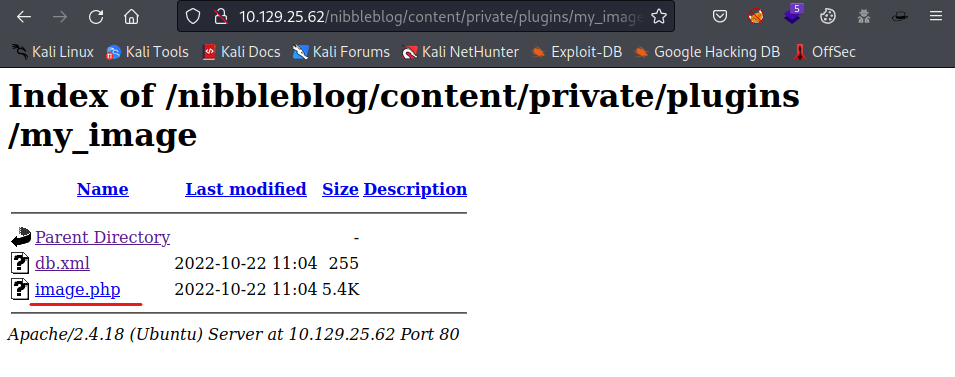 10.129.25.62/nibbleblog/content/private/plugins/my_image
5
Kali Linux Kali Tools Kali Docs Kali Forums Kali NetHunter Exploit-DB Google Hacking DB OffSec
Index of /nibbleblog/content/private/plugins
/my_image
Name Last modified Size Description
Parent Directory -
db.xml 2022-10-22 11:04 255
image.php 2022-10-22 11:04 5.4K
Apache/2.4.18 (Ubuntu) Server at 10.129.25.62 Port 80